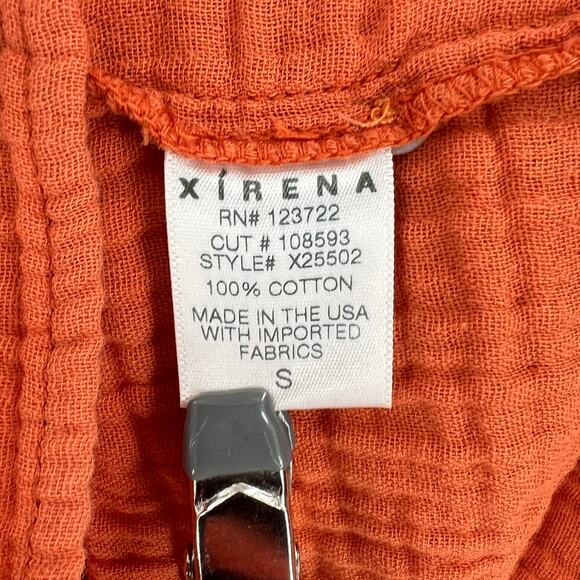 XÍRENA
RN# 123722
CUT # 108593
STYLE# X25502
100% COTTON
MADE IN THE USA
WITH IMPORTED
FABRICS
S